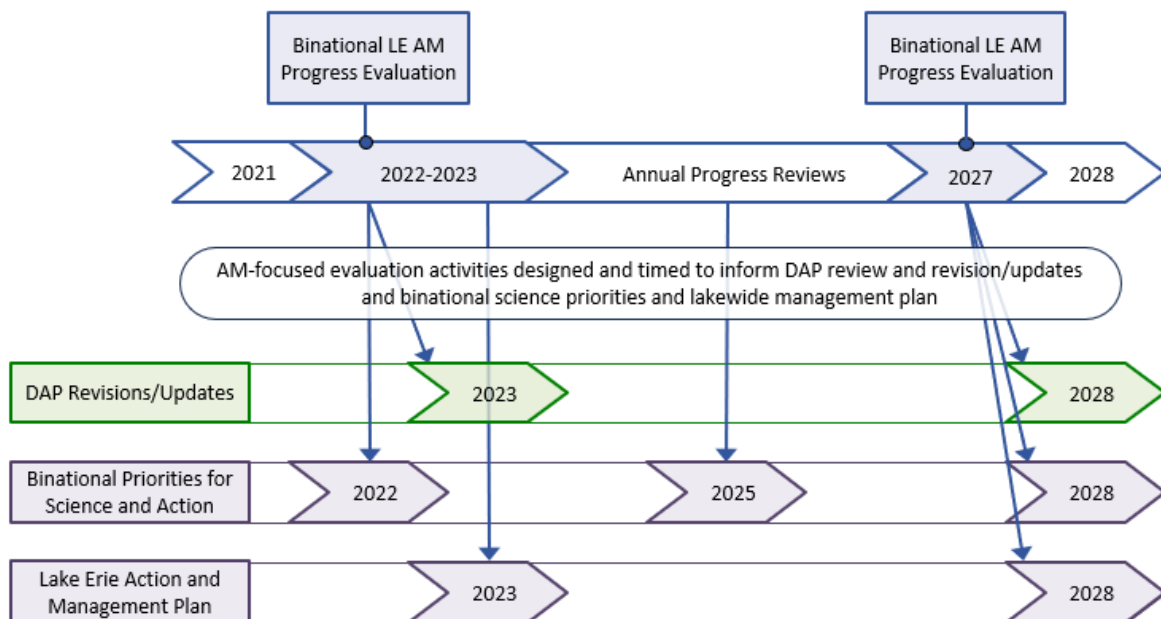 Binational LE AM
Progress Evaluation
Binational LE AM
Progress Evaluation
2021
2022-2023
Annual Progress Reviews
2027
2028
AM-focused evaluation activities designed and timed to inform DAP review and revision/updates
and binational science priorities and lakewide management plan
DAP Revisions/Updates
2023
2028
Binational Priorities for
Science and Action
2022
2025
2028
Lake Erie Action and
Management Plan
2023
2028